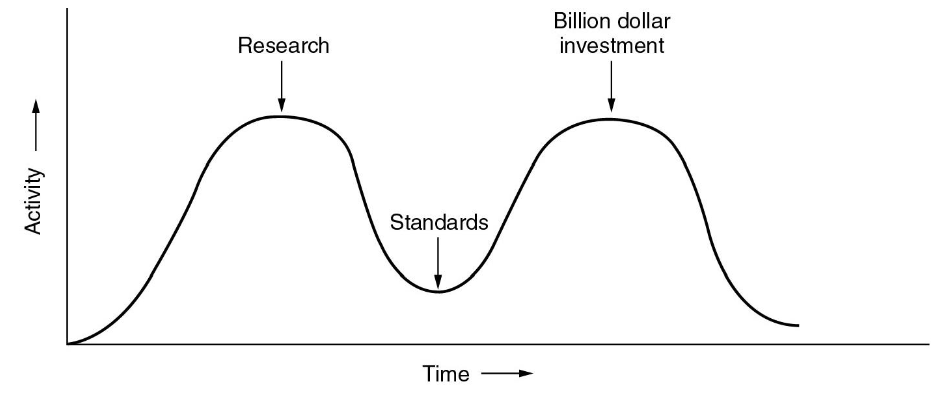 Billion dollar
investment
Research
Standards
Activity
Time